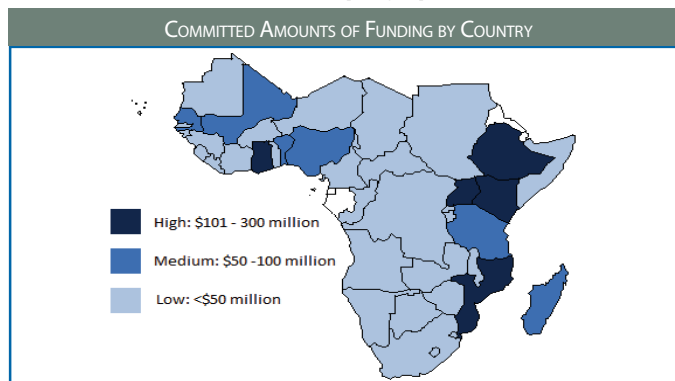 COMMITTED AMOUNTS OF FUNDING BY COUNTRY
High: $101 - 300 million
Medium: $50 -100 million
Low: <$50 million